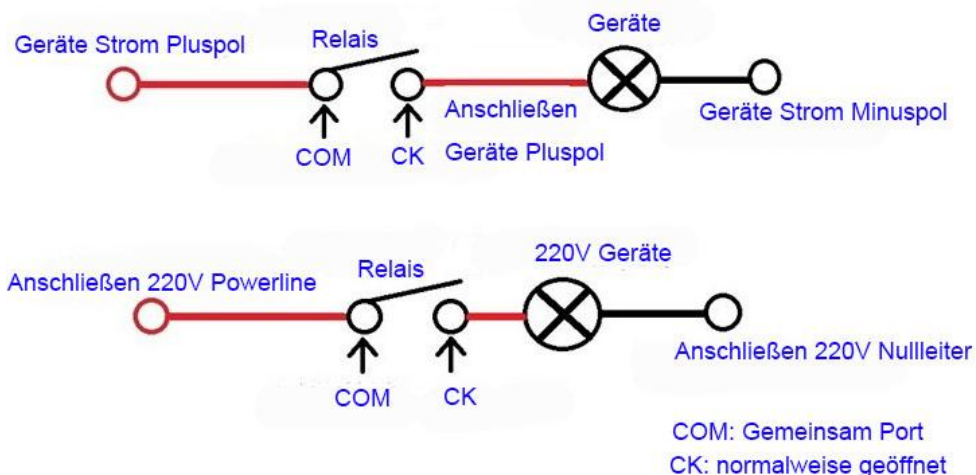 Geräte
Geräte Strom Pluspol
Relais
Anschließen
Geräte Strom Minuspol
COM
CK
Geräte Pluspol
220V Geräte
Anschließen 220V Powerline
Relais
Anschließen 220V Nullleiter
COM
CK
COM: Gemeinsam Port
CK: normalweise geöffnet